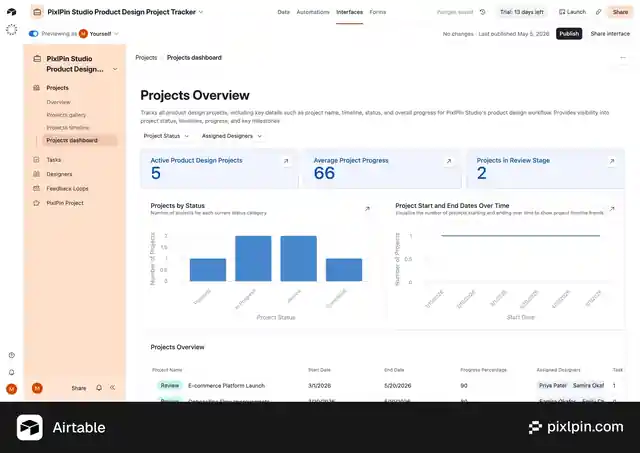 PixlPin Studio Product Design Project Tracker
Data
Automations
Interfaces
Forms
Trial: 13 days left
Launch
Share
Previewing as
M
Yourself
No changes · Last published May 5, 2026
Publish
Share interface
PixlPin Studio
Product Design...
Projects
Overview
Projects gallery
Projects timeline
Projects dashboard
Tasks
Designers
Feedback Loops
PixlPin Project
Projects
Projects dashboard
Projects Overview
Tracks all product design projects, including key details such as project name, timeline, status, and overall progress for PixlPin Studio's product design workflow. Provides visibility into
project status, timelines, progress, and key milestones
Project Status
Assigned Designers
Active Product Design Projects
5
Average Project Progress
66
Projects in Review Stage
2
Projects by Status
Number of projects for each current status category
Number of Projects
2
1.5
1
0.5
0
In Progress
Project Status
Project Start and End Dates Over Time
Visualize the number of projects starting and ending over time to show project timeline trends
Number of Projects
1
0.5
0
Start Date
Projects Overview
Project Name
Start Date
End Date
Progress Percentage
Assigned Designers
Task
Review
E-commerce Platform Launch
3/1/2026
5/20/2026
90
Priya Patel
Samira Okaf
1
M
M
Share
Airtable
pixlpin.com